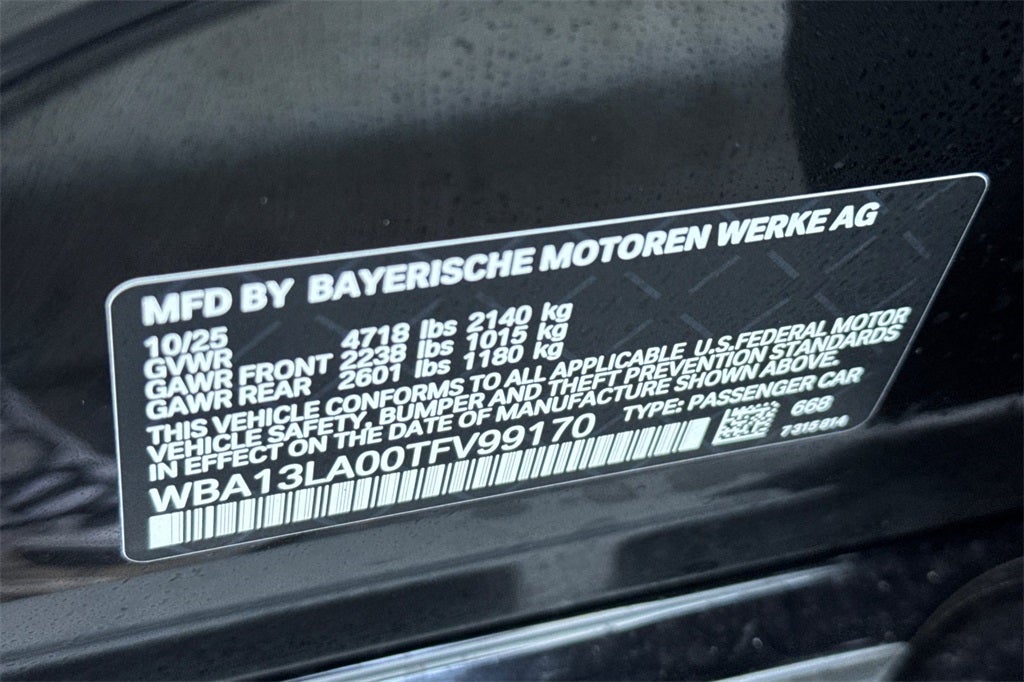 MFD BY BAYERISCHE MOTOREN WERKE AG
10/25
GVWR 4718 lbs 2140 kg
GAWR FRONT 2238 lbs 1015 kg
GAWR REAR 2601 lbs 1180 kg
THIS VEHICLE CONFORMS TO ALL APPLICABLE U.S.FEDERAL MOTOR
VEHICLE SAFETY, BUMPER AND THEFT PREVENTION STANDARDS
IN EFFECT ON THE DATE OF MANUFACTURE SHOWN ABOVE.
WBA13LA00TFV99170 TYPE: PASSENGER CAR
668
7 315 814